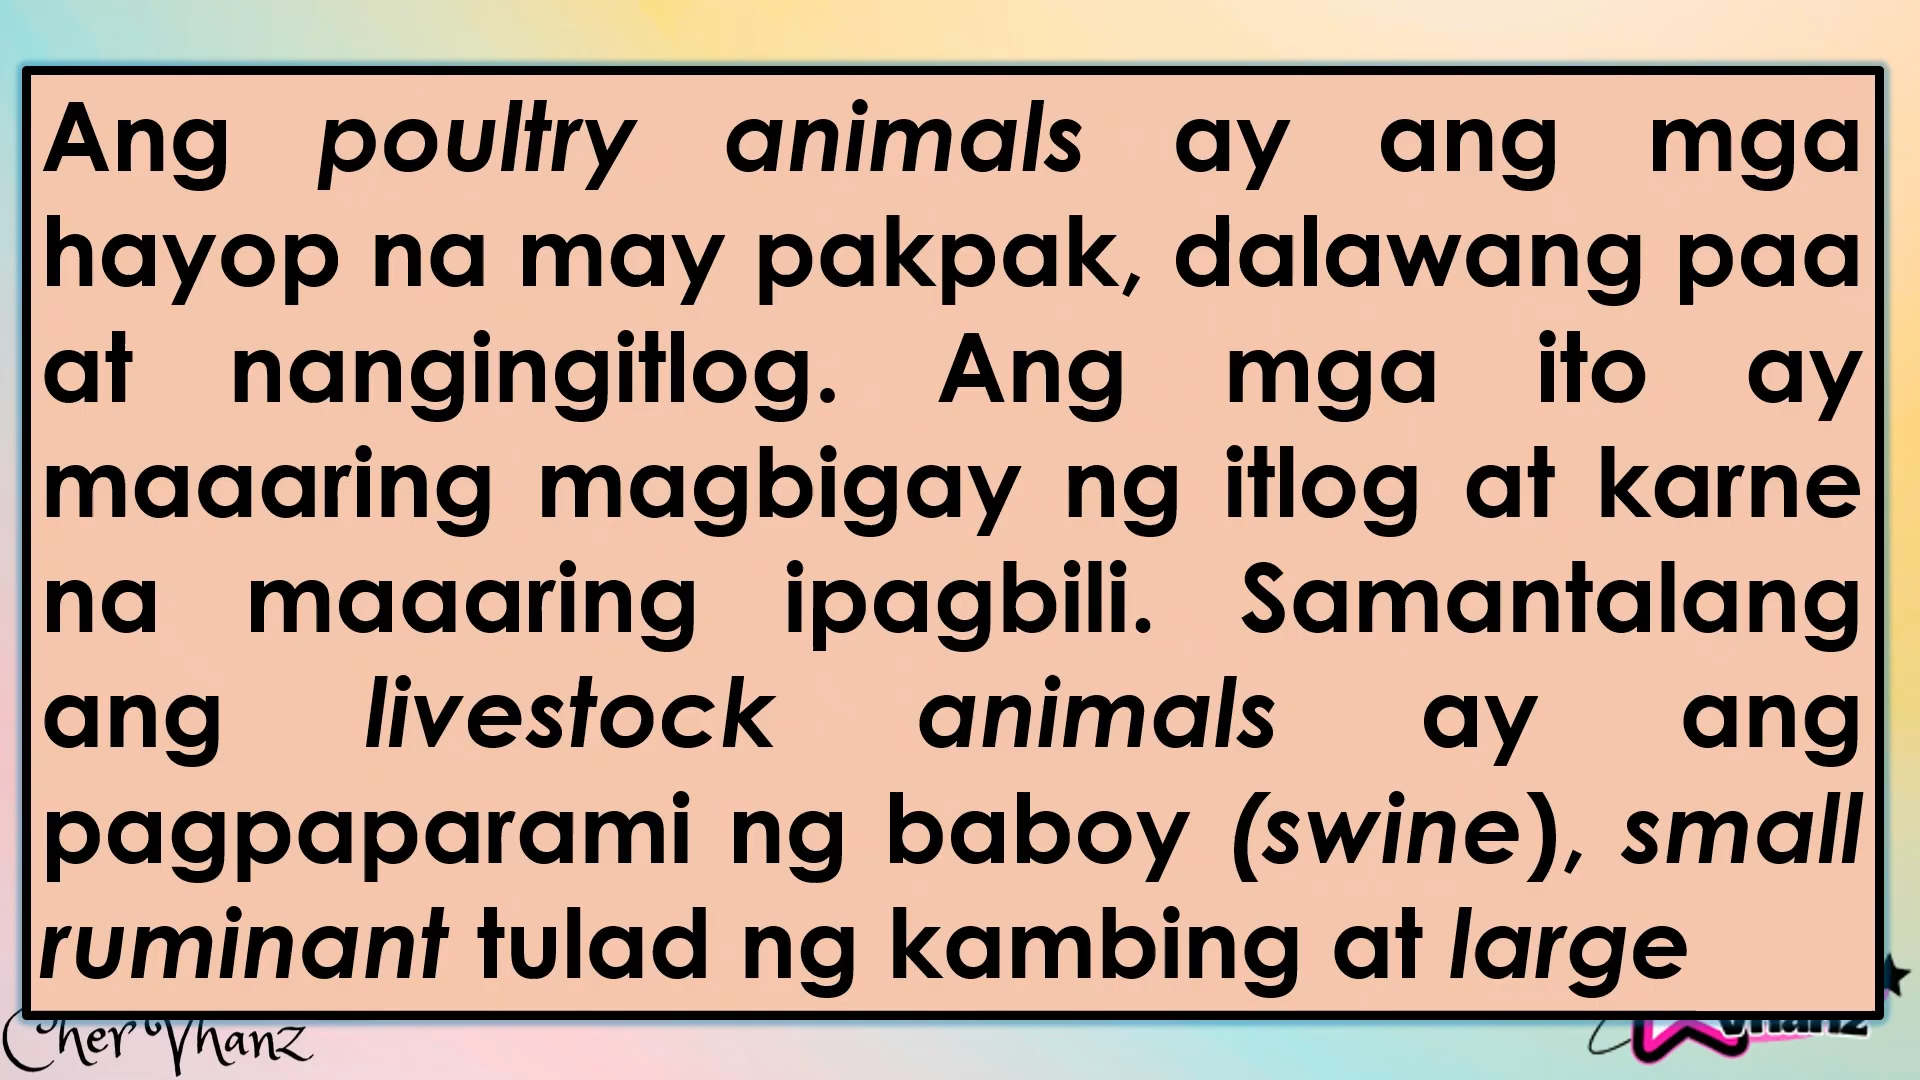 Ang poultry animals ay ang mga
hayop na may pakpak, dalawang paa
at nangingitlog. Ang mga ito ay
maaaring magbigay ng itlog at karne
na maaaring ipagbili. Samantalang
ang livestock animals ay ang
pagpaparami ng baboy (swine), small
ruminant tulad ng kambing at large
Cher Vhanz
Vhanz